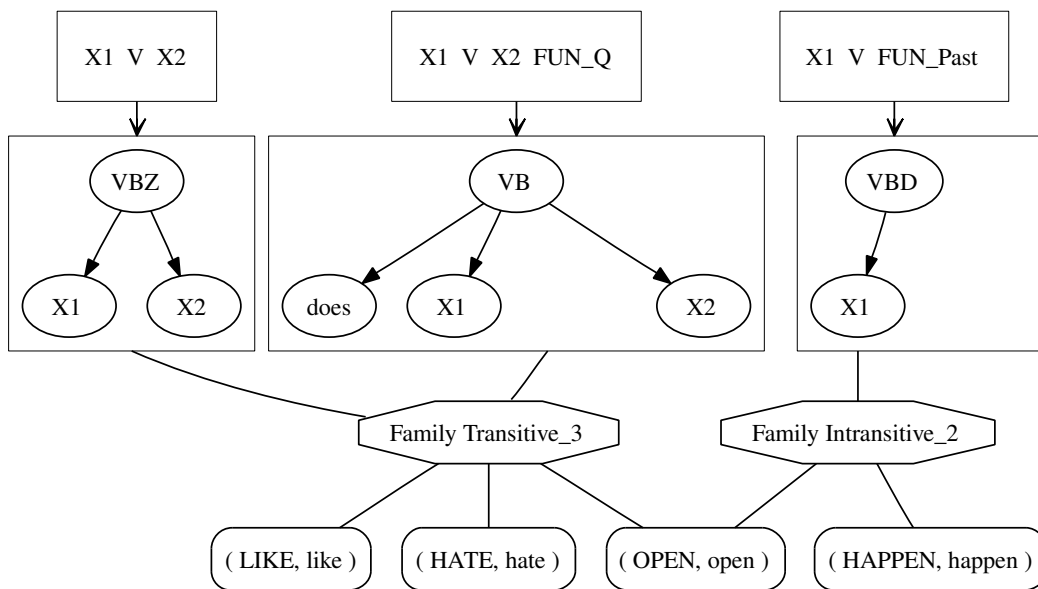 X1 V X2
X1 V X2 FUN_Q
X1 V FUN_Past
VBZ
VB
VBD
X1
X2
does
X1
X2
X1
Family Transitive_3
Family Intransitive_2
( LIKE, like )
( HATE, hate )
( OPEN, open )
( HAPPEN, happen )